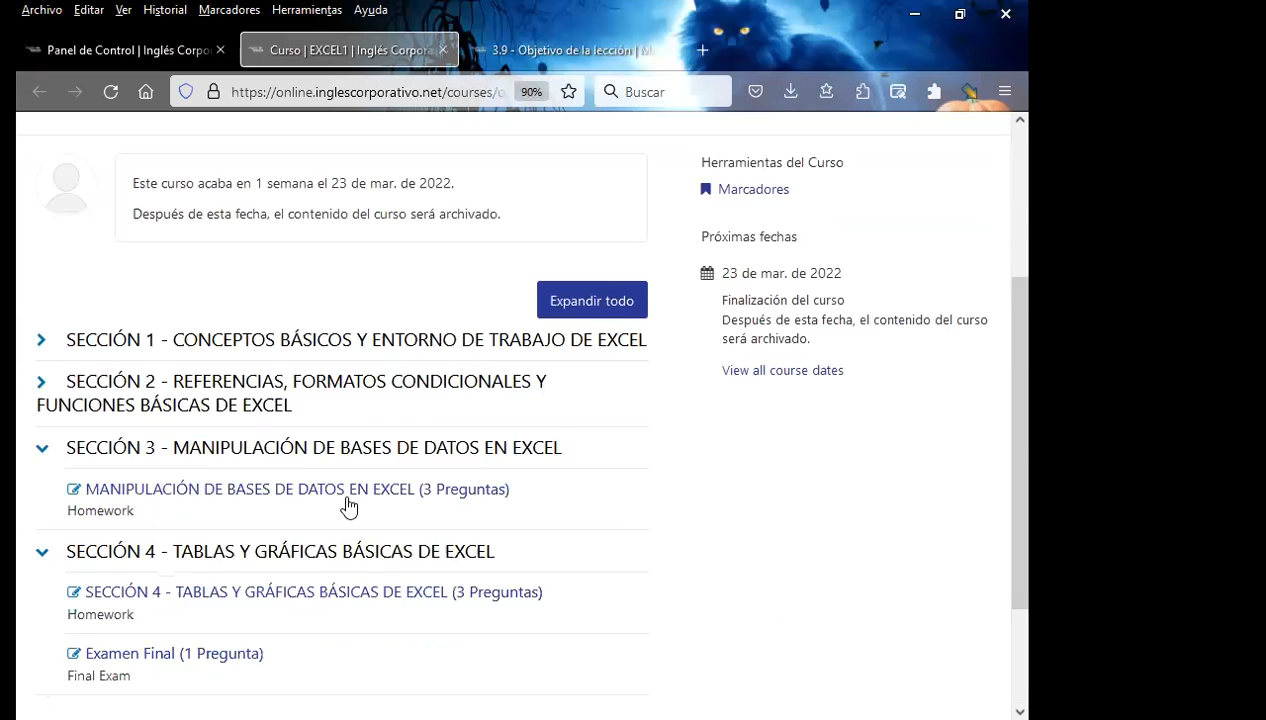 Archivo Editar Ver Historial Marcadores Herramientas Ayuda
Panel de Control | Inglés Corpo
Curso | EXCEL1 | Inglés Corpora
3.9 - Objetivo de la lección | M
https://online.inglescorporativo.net/courses/
90%
Buscar
Este curso acaba en 1 semana el 23 de mar. de 2022.
Después de esta fecha, el contenido del curso será archivado.
Herramientas del Curso
Marcadores
Próximas fechas
23 de mar. de 2022
Finalización del curso
Después de esta fecha, el contenido del curso
será archivado.
View all course dates
Expandir todo
SECCIÓN 1 - CONCEPTOS BÁSICOS Y ENTORNO DE TRABAJO DE EXCEL
SECCIÓN 2 - REFERENCIAS, FORMATOS CONDICIONALES Y
FUNCIONES BÁSICAS DE EXCEL
SECCIÓN 3 - MANIPULACIÓN DE BASES DE DATOS EN EXCEL
MANIPULACIÓN DE BASES DE DATOS EN EXCEL (3 Preguntas)
Homework
SECCIÓN 4 - TABLAS Y GRÁFICAS BÁSICAS DE EXCEL
SECCIÓN 4 - TABLAS Y GRÁFICAS BÁSICAS DE EXCEL (3 Preguntas)
Homework
Examen Final (1 Pregunta)
Final Exam